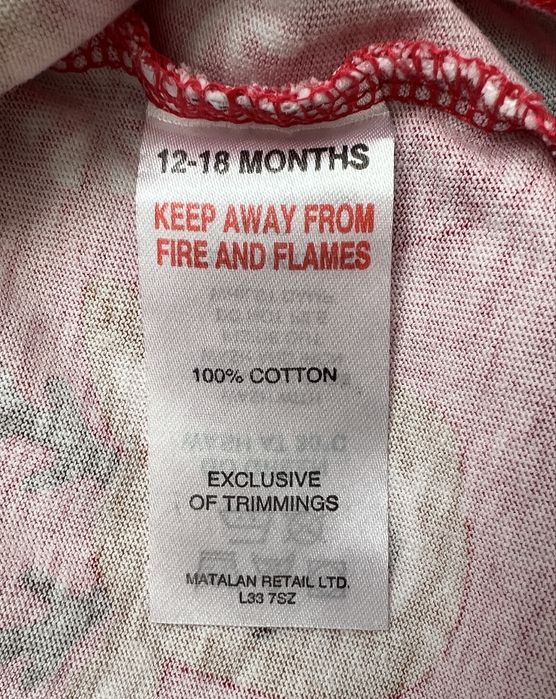 12-18 MONTHS
KEEP AWAY FROM
FIRE AND FLAMES
100% COTTON
EXCLUSIVE
OF TRIMMINGS
MATALAN RETAIL LTD.
L33 7SZ